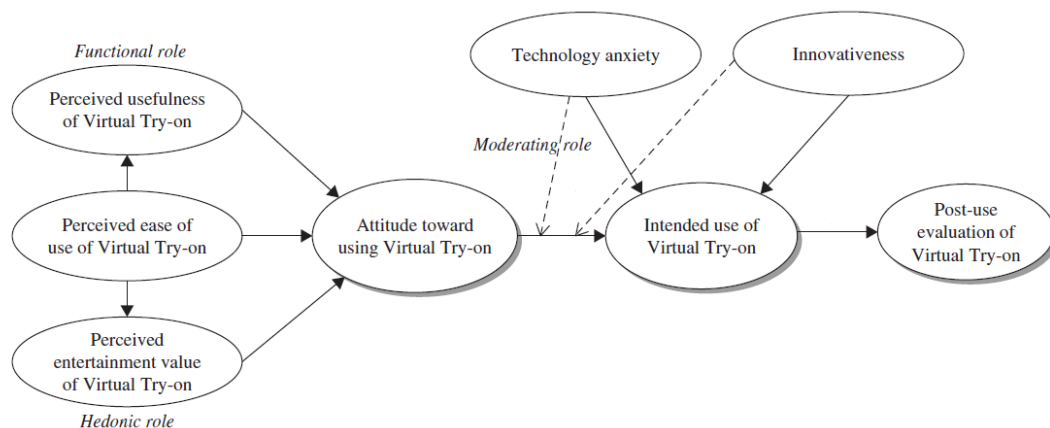 Functional role
Perceived usefulness
of Virtual Try-on
Perceived ease of
use of Virtual Try-on
Perceived
entertainment value
of Virtual Try-on
Hedonic role
Attitude toward
using Virtual Try-on
Technology anxiety
Innovativeness
Moderating role
Intended use of
Virtual Try-on
Post-use
evaluation of
Virtual Try-on